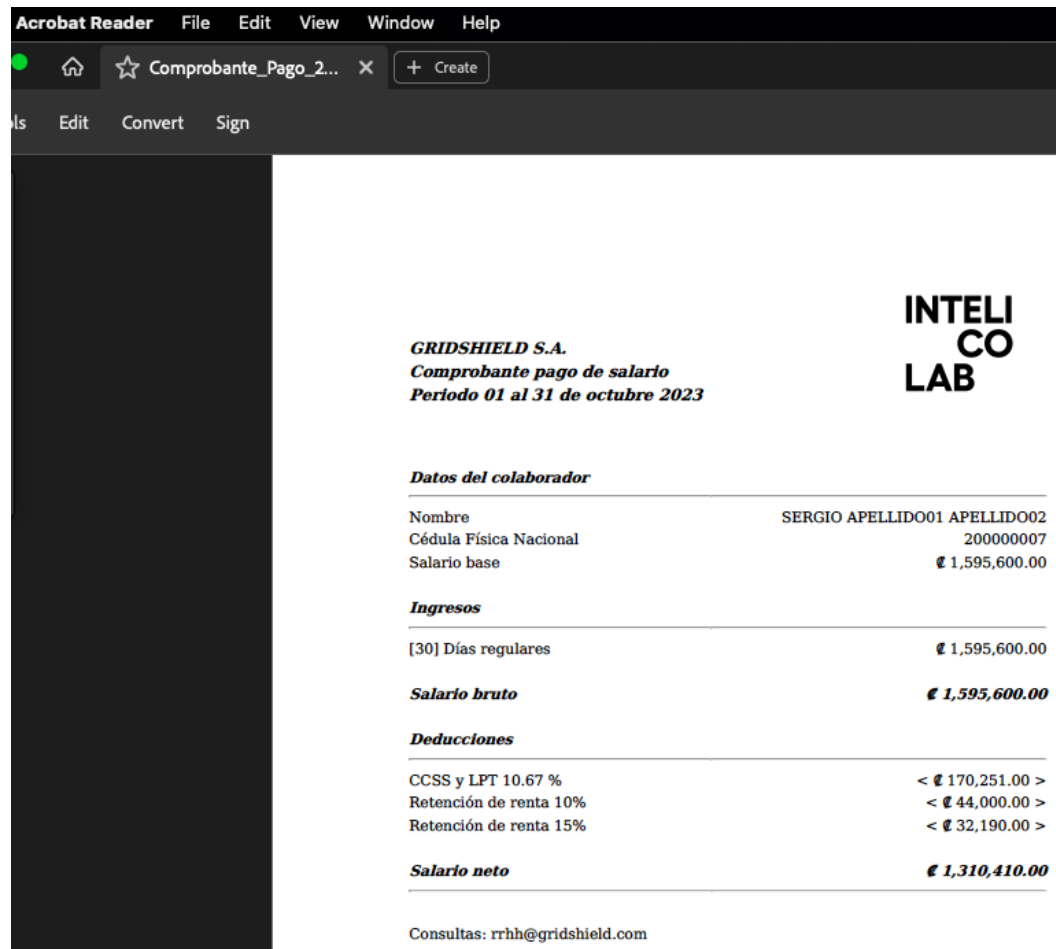 Acrobat Reader File Edit View Window Help
Comprobante_Pago_2... × + Create
Edit Convert Sign
INTELI
CO
LAB
GRIDSHIELD S.A.
Comprobante pago de salario
Periodo 01 al 31 de octubre 2023
Datos del colaborador
Nombre SERGIO APELLIDO01 APELLIDO02
Cédula Física Nacional 200000007
Salario base ₡ 1,595,600.00
Ingresos
[30] Días regulares ₡ 1,595,600.00
Salario bruto ₡ 1,595,600.00
Deducciones
CCSS y LPT 10.67 % < ₡ 170,251.00 >
Retención de renta 10% < ₡ 44,000.00 >
Retención de renta 15% < ₡ 32,190.00 >
Salario neto ₡ 1,310,410.00
Consultas: rrhh@gridshield.com